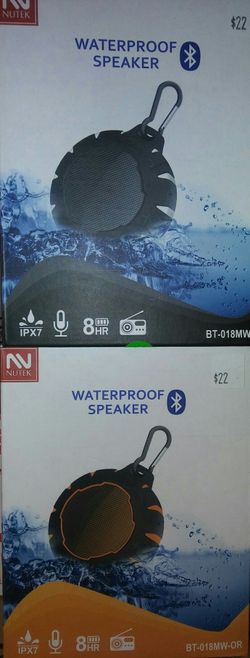 NUTEK
$22
WATERPROOF
SPEAKER
IPX7
8HR
BT-018MW
NUTEK
$22
WATERPROOF
SPEAKER
IPX7
8HR
BT-018MW-OR